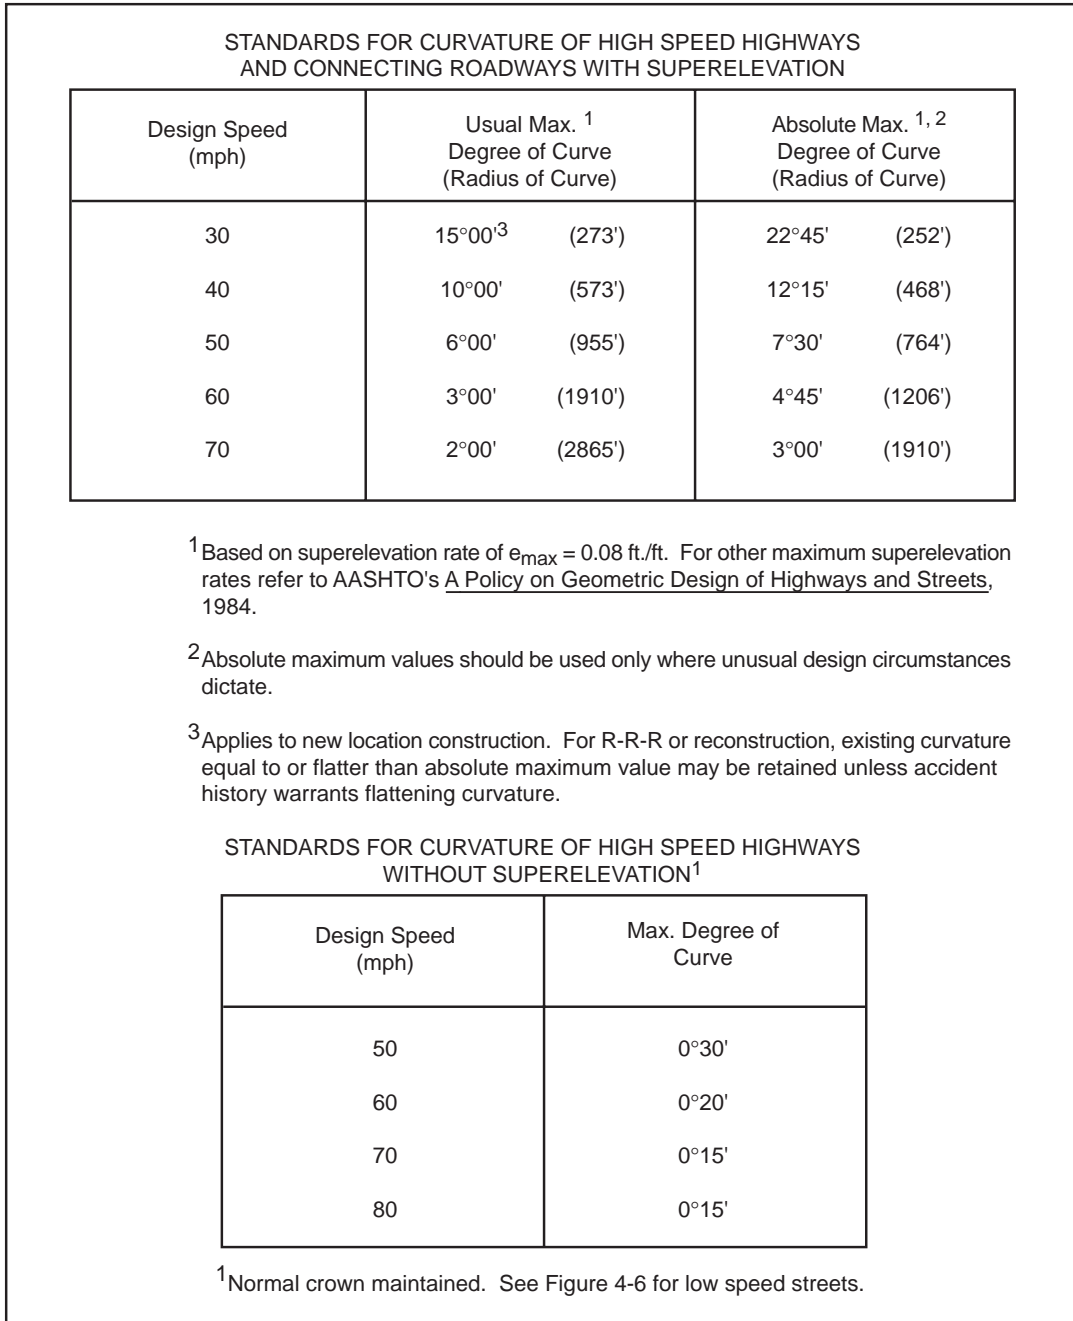 STANDARDS FOR CURVATURE OF HIGH SPEED HIGHWAYS
AND CONNECTING ROADWAYS WITH SUPERELEVATION
Design Speed
(mph)
Usual Max. 1
Degree of Curve
(Radius of Curve)
Absolute Max. 1, 2
Degree of Curve
(Radius of Curve)
30 15°00'3 (273') 22°45' (252')
40 10°00' (573') 12°15' (468')
50 6°00' (955') 7°30' (764')
60 3°00' (1910') 4°45' (1206')
70 2°00' (2865') 3°00' (1910')
1Based on superelevation rate of emax = 0.08 ft./ft. For other maximum superelevation
rates refer to AASHTO's A Policy on Geometric Design of Highways and Streets,
1984.
2Absolute maximum values should be used only where unusual design circumstances
dictate.
3Applies to new location construction. For R-R-R or reconstruction, existing curvature
equal to or flatter than absolute maximum value may be retained unless accident
history warrants flattening curvature.
STANDARDS FOR CURVATURE OF HIGH SPEED HIGHWAYS
WITHOUT SUPERELEVATION1
Design Speed
(mph)
Max. Degree of
Curve
50 0°30'
60 0°20'
70 0°15'
80 0°15'
1Normal crown maintained. See Figure 4-6 for low speed streets.